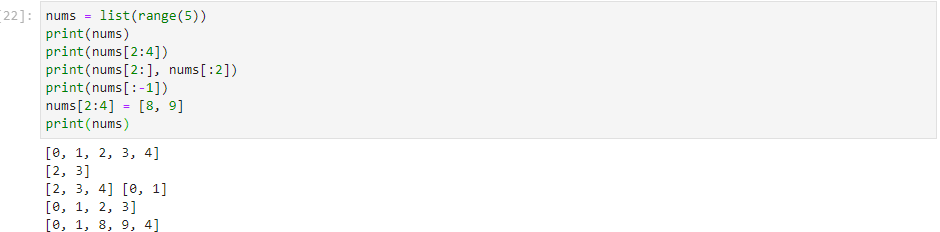 [22]: nums = list(range(5))
print(nums)
print(nums[2:4])
print(nums[2:], nums[:2])
print(nums[:-1])
nums[2:4] = [8, 9]
print(nums)
[0, 1, 2, 3, 4]
[2, 3]
[2, 3, 4] [0, 1]
[0, 1, 2, 3]
[0, 1, 8, 9, 4]